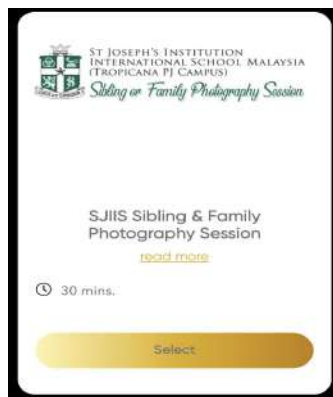 ST JOSEPH'S INSTITUTION
INTERNATIONAL SCHOOL MALAYSIA
(TROPICANA PJ CAMPUS)
Sibling or Family Photography Session
SJIIS Sibling & Family
Photography Session
read more
30 mins.
Select